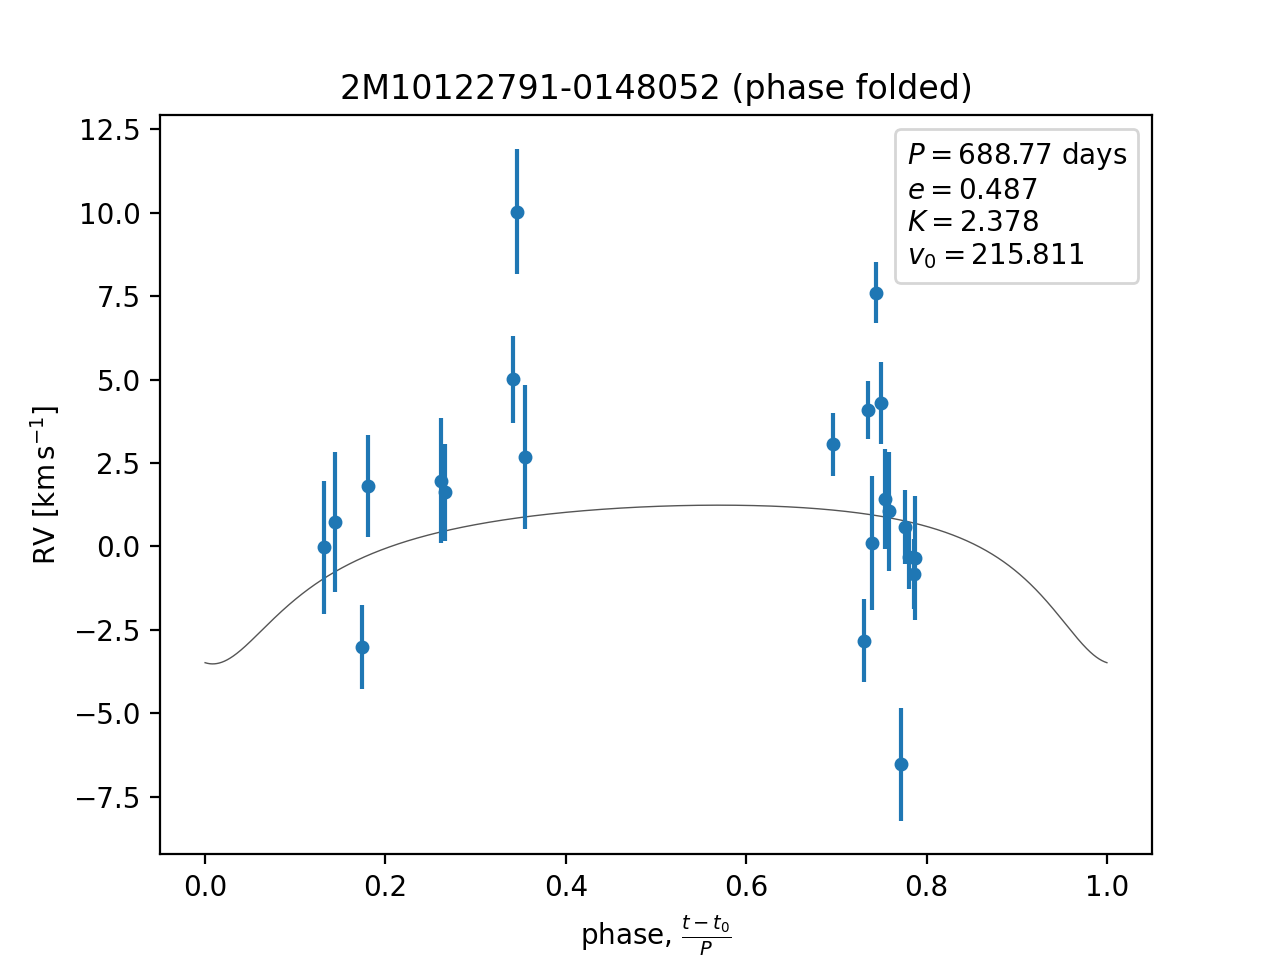 2M10122791-0148052 (phase folded)
P = 688.77 days
e = 0.487
K = 2.378
v₀ = 215.811
12.5
10.0
7.5
5.0
2.5
0.0
−2.5
−5.0
−7.5
RV [km s⁻¹]
0.0 0.2 0.4 0.6 0.8 1.0
phase, (t − t₀)/P